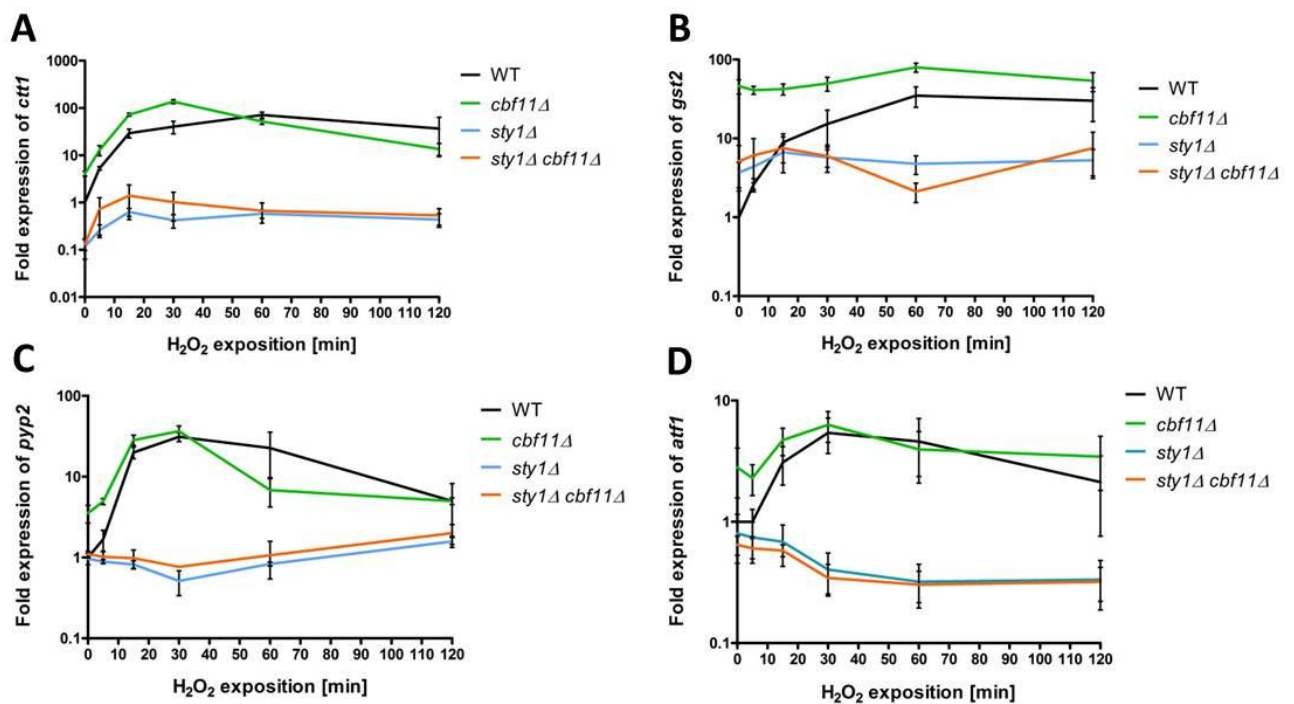 A
Fold expression of ctt1
1000
100
10
1
0.1
0.01
0 10 20 30 40 50 60 70 80 90 100 110 120
H₂O₂ exposition [min]
WT
cbf11Δ
sty1Δ
sty1Δ cbf11Δ
B
Fold expression of gst2
100
10
1
0.1
0 10 20 30 40 50 60 70 80 90 100 110 120
H₂O₂ exposition [min]
WT
cbf11Δ
sty1Δ
sty1Δ cbf11Δ
C
Fold expression of pyp2
100
10
1
0.1
0 10 20 30 40 50 60 70 80 90 100 110 120
H₂O₂ exposition [min]
WT
cbf11Δ
sty1Δ
sty1Δ cbf11Δ
D
Fold expression of atf1
10
1
0.1
0 10 20 30 40 50 60 70 80 90 100 110 120
H₂O₂ exposition [min]
WT
cbf11Δ
sty1Δ
sty1Δ cbf11Δ